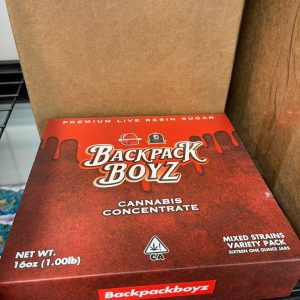 PREMIUM LIVE RESIN SUGAR
BACKPACK
BOYZ
CANNABIS
CONCENTRATE
NET WT.
16oz (1.00lb)
CA
MIXED STRAINS
VARIETY PACK
SIXTEEN ONE OUNCE JARS
Backpackboyz